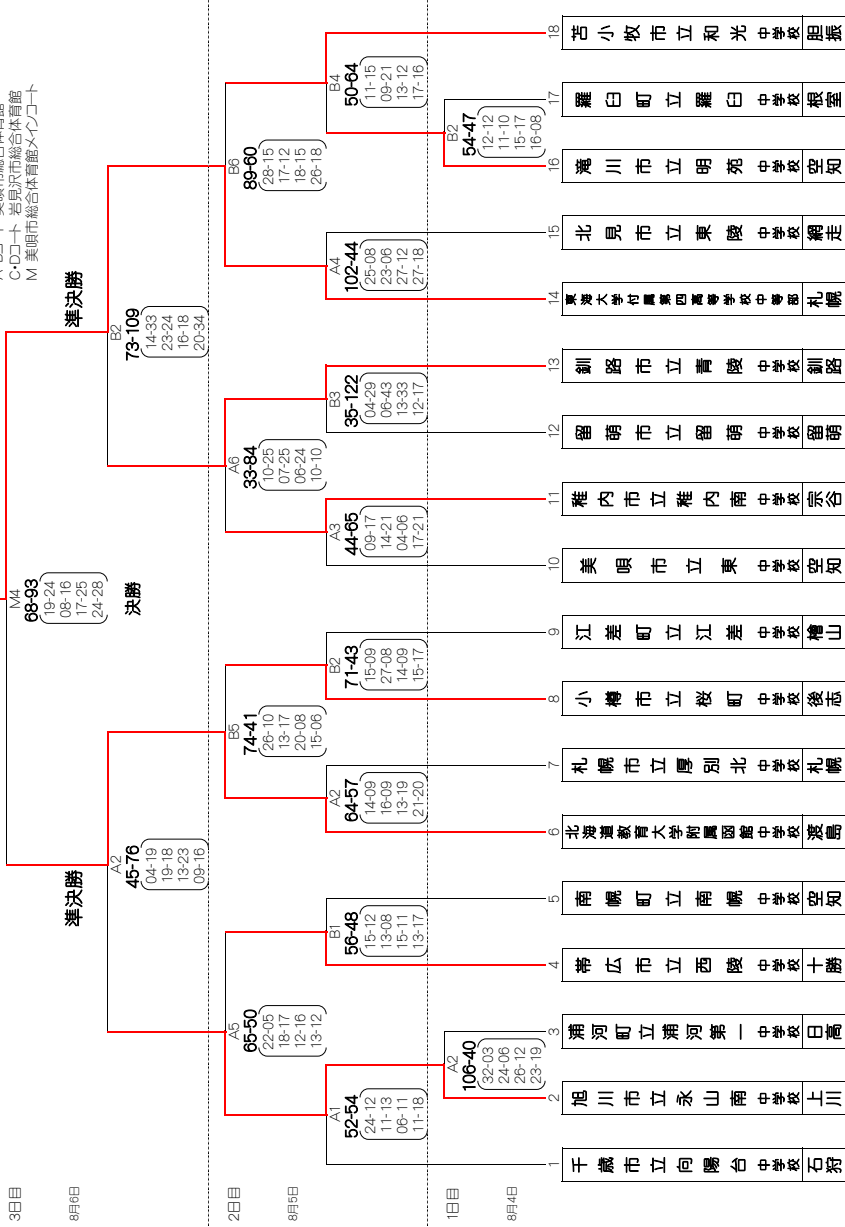 A・Bコート 美唄市総合体育館
C・Dコート 岩見沢市総合体育館
M 美唄市総合体育館メインコート
3日目
8月6日
2日目
8月5日
1日目
8月4日
決勝
M4
68-93
19-24
08-16
17-25
24-28
準決勝
A2
45-76
04-19
19-18
13-23
09-16
準決勝
B2
73-109
14-33
23-24
16-18
20-34
A5
65-50
22-05
18-17
12-16
13-12
B5
74-41
26-10
13-17
20-08
15-06
A6
33-84
10-25
07-25
06-24
10-10
B6
89-60
28-15
17-12
18-15
26-18
A1
52-54
24-12
11-13
06-11
11-18
B1
56-48
15-12
13-08
15-11
13-17
A2
64-57
14-09
16-09
13-19
21-20
B2
71-43
15-09
27-08
14-09
15-17
A3
44-65
09-17
14-21
04-06
17-21
B3
35-122
04-29
06-43
13-33
12-17
A4
102-44
25-08
23-06
27-12
27-18
B4
50-64
11-15
09-21
13-12
17-16
A2
106-40
32-03
24-06
26-12
23-19
B2
54-47
12-12
11-10
15-17
16-08
1 千歳市立向陽台中学校 石狩
2 旭川市立永山南中学校 上川
3 浦河町立浦河第一中学校 日高
4 帯広市立西陵中学校 十勝
5 南幌町立南幌中学校 空知
6 北海道教育大学附属函館中学校 渡島
7 札幌市立厚別北中学校 札幌
8 小樽市立桜町中学校 後志
9 江差町立江差中学校 檜山
10 美唄市立東中学校 空知
11 稚内市立稚内南中学校 宗谷
12 留萌市立留萌中学校 留萌
13 釧路市立青陵中学校 釧路
14 東海大学付属第四高等学校中等部 札幌
15 北見市立東陵中学校 網走
16 滝川市立明苑中学校 空知
17 羅臼町立羅臼中学校 根室
18 苫小牧市立和光中学校 胆振